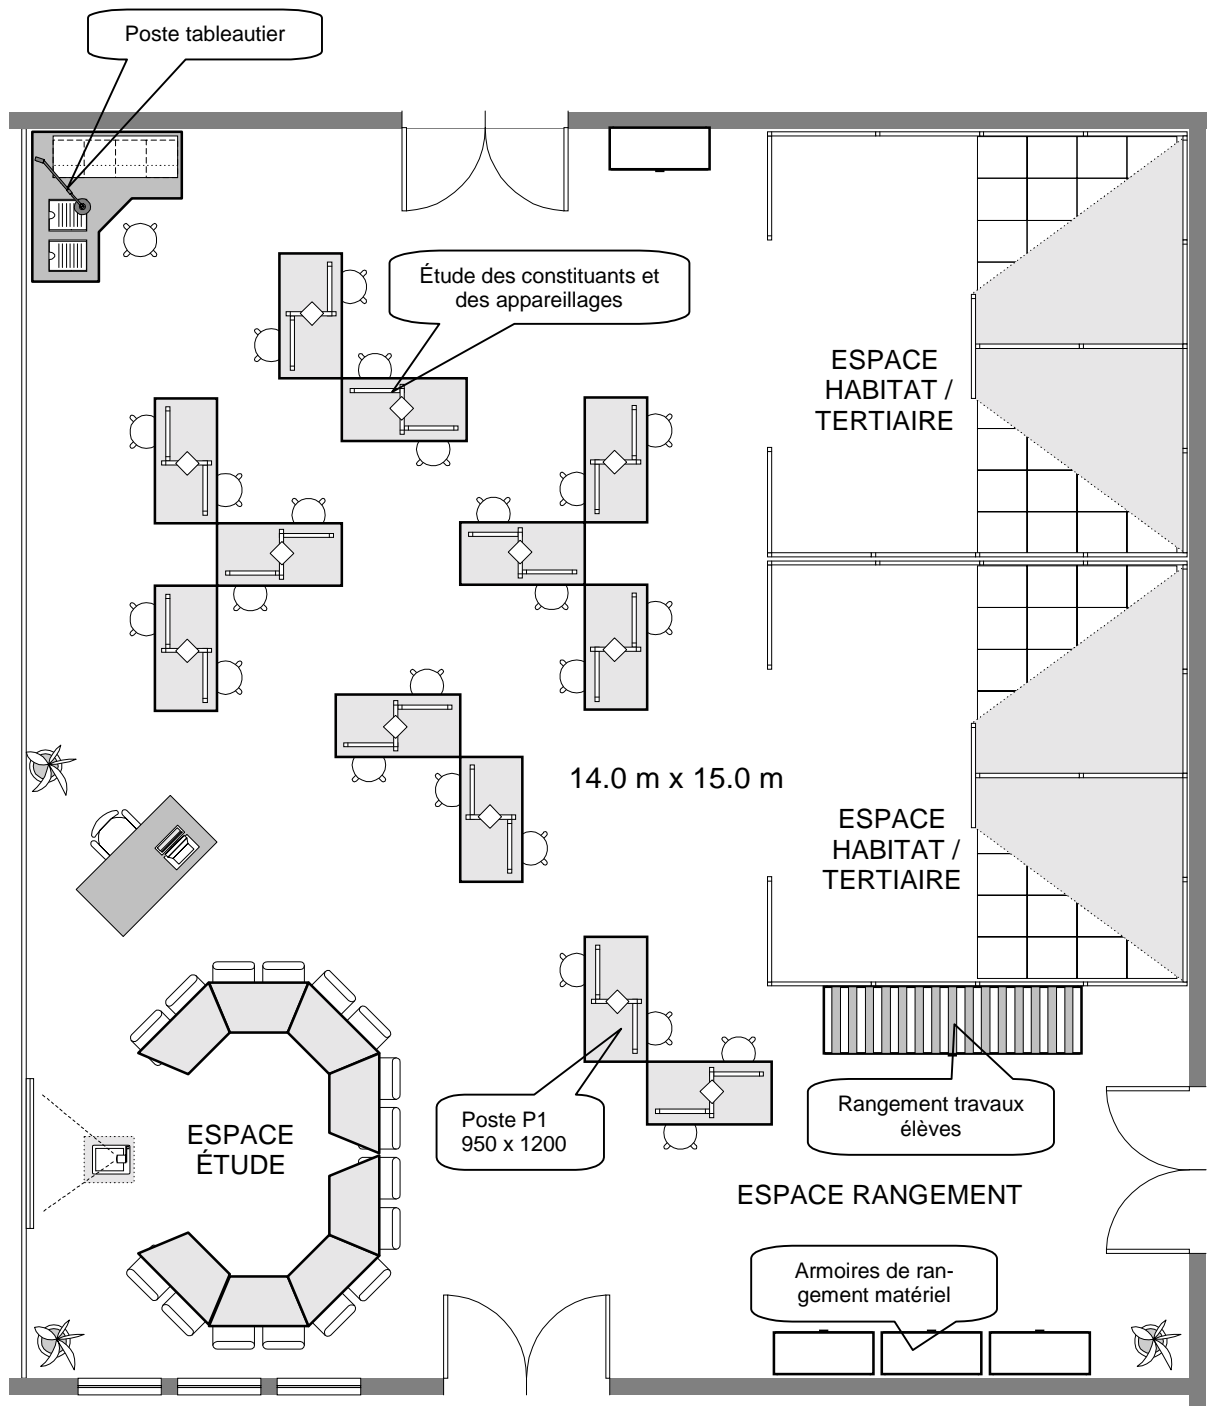 Poste tableautier
Étude des constituants et
des appareillages
ESPACE
HABITAT /
TERTIAIRE
14.0 m x 15.0 m
ESPACE
HABITAT /
TERTIAIRE
Poste P1
950 x 1200
Rangement travaux
élèves
ESPACE
ÉTUDE
ESPACE RANGEMENT
Armoires de ran-
gement matériel